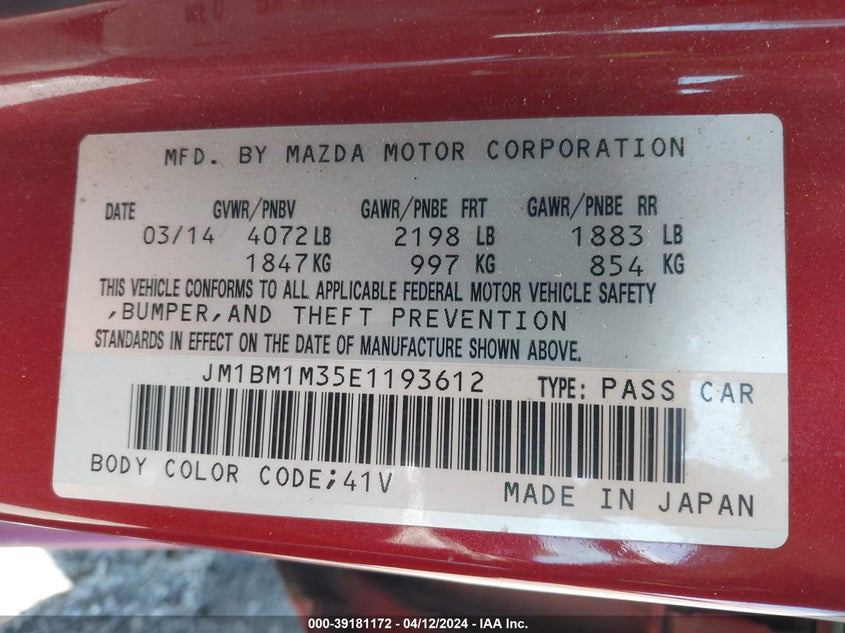 MFD. BY MAZDA MOTOR CORPORATION
DATE GVWR/PNBV GAWR/PNBE FRT GAWR/PNBE RR
03/14 4072 LB 2198 LB 1883 LB
1847 KG 997 KG 854 KG
THIS VEHICLE CONFORMS TO ALL APPLICABLE FEDERAL MOTOR VEHICLE SAFETY
,BUMPER,AND THEFT PREVENTION
STANDARDS IN EFFECT ON THE DATE OF MANUFACTURE SHOWN ABOVE.
JM1BM1M35E1193612 TYPE: PASS CAR
BODY COLOR CODE;41V
MADE IN JAPAN
000-39181172 - 04/12/2024 - IAA Inc.